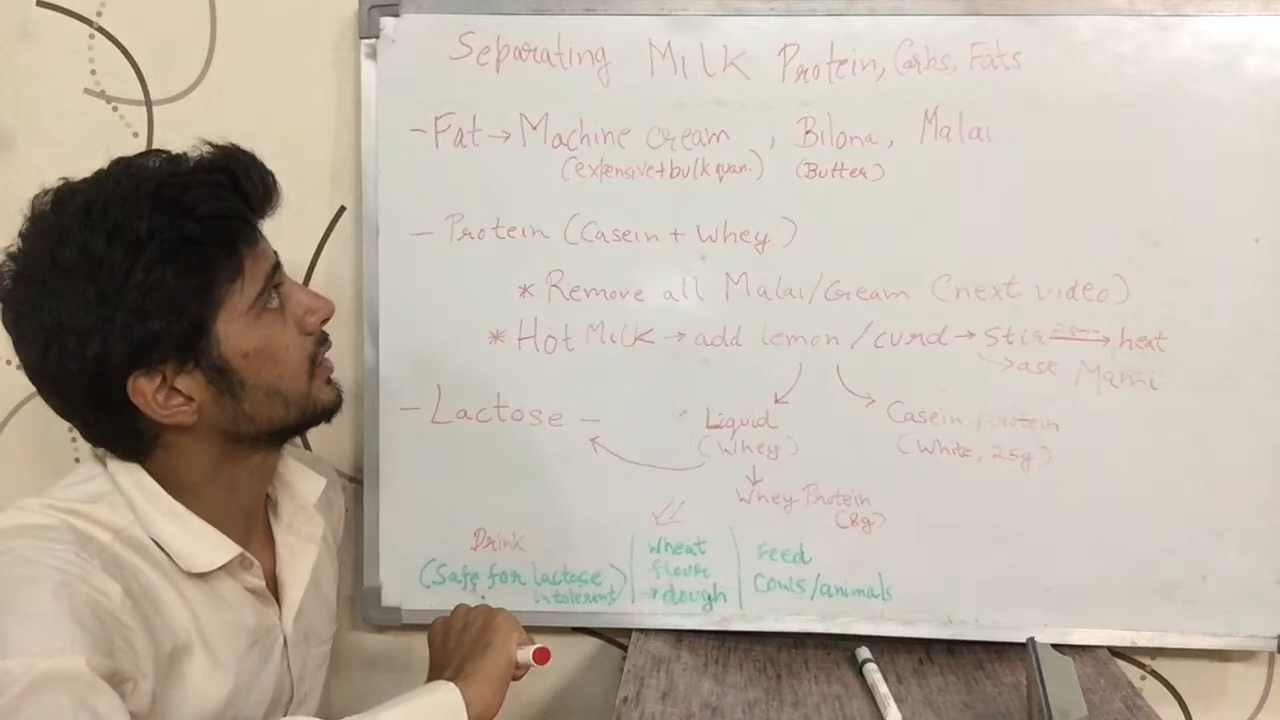 Separating Milk Protein, Carbs, Fats
- Fat → Machine cream , Bilona, Malai
(expensive+bulk quan.) (Butter)
- Protein (Casein + Whey)
* Remove all Malai/Cream (next video)
* Hot Milk → add lemon / curd → Stir → heat
→ ask Mami
- Lactose -
Liquid
(Whey)
Casein protein
(White, 25g)
Whey Protein
(8g)
Drink
(Safe for lactose
intolerant)
Wheat
flour
→ dough
Feed
Cows/animals